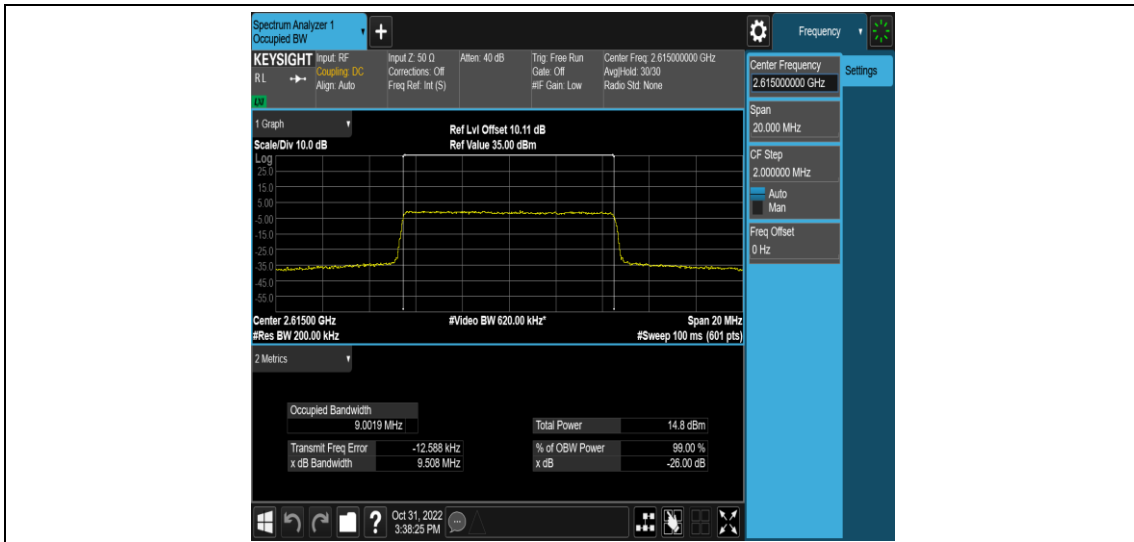 Spectrum Analyzer 1
Occupied BW
+
Frequency
KEYSIGHT
RL
LXI
Input: RF
Coupling: DC
Align: Auto
Input Z: 50 Ω
Corrections: Off
Freq Ref: Int (S)
Atten: 40 dB
Trig: Free Run
Gate: Off
#IF Gain: Low
Center Freq: 2.615000000 GHz
Avg|Hold: 30/30
Radio Std: None
Center Frequency
2.615000000 GHz
Settings
Span
20.000 MHz
CF Step
2.000000 MHz
Auto
Man
Freq Offset
0 Hz
1 Graph
Scale/Div 10.0 dB
Ref Lvl Offset 10.11 dB
Ref Value 35.00 dBm
Log
25.0
15.0
5.00
-5.00
-15.0
-25.0
-35.0
-45.0
-55.0
Center 2.61500 GHz
#Res BW 200.00 kHz
#Video BW 620.00 kHz*
Span 20 MHz
#Sweep 100 ms (601 pts)
2 Metrics
Occupied Bandwidth
9.0019 MHz
Transmit Freq Error -12.588 kHz
x dB Bandwidth 9.508 MHz
Total Power 14.8 dBm
% of OBW Power 99.00 %
x dB -26.00 dB
?
Oct 31, 2022
3:38:25 PM